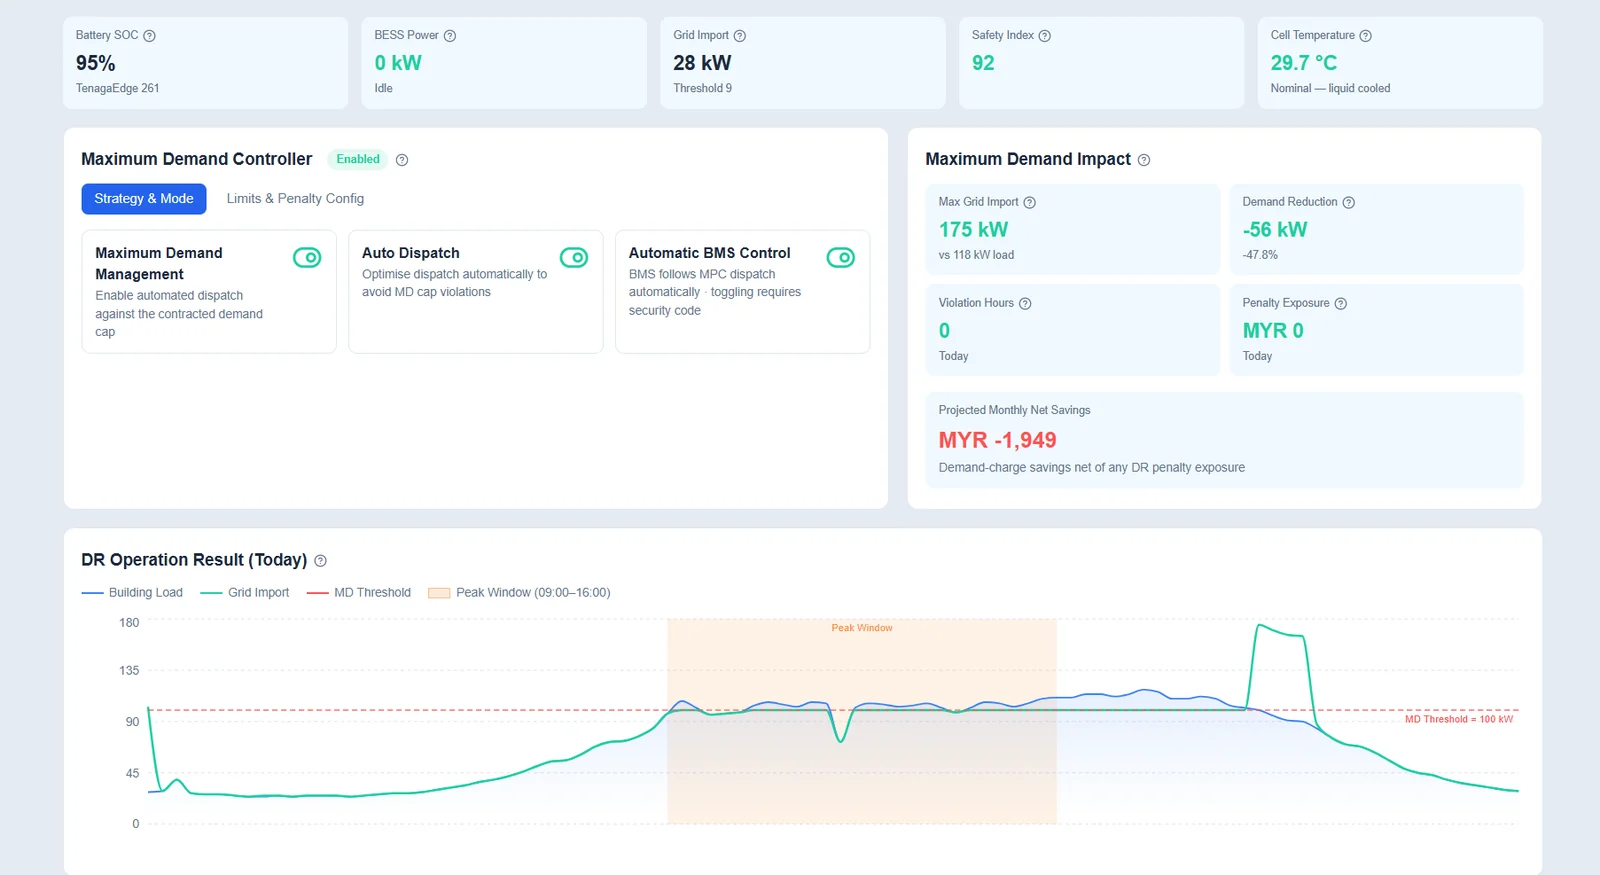 Battery SOC
95%
TenagaEdge 261
BESS Power
0 kW
Idle
Grid Import
28 kW
Threshold 9
Safety Index
92
Cell Temperature
29.7 °C
Nominal — liquid cooled
Maximum Demand Controller
Enabled
Strategy & Mode
Limits & Penalty Config
Maximum Demand
Management
Enable automated dispatch
against the contracted demand
cap
Auto Dispatch
Optimise dispatch automatically to
avoid MD cap violations
Automatic BMS Control
BMS follows MPC dispatch
automatically · toggling requires
security code
Maximum Demand Impact
Max Grid Import
175 kW
vs 118 kW load
Demand Reduction
-56 kW
-47.8%
Violation Hours
0
Today
Penalty Exposure
MYR 0
Today
Projected Monthly Net Savings
MYR -1,949
Demand-charge savings net of any DR penalty exposure
DR Operation Result (Today)
Building Load
Grid Import
MD Threshold
Peak Window (09:00–16:00)
180
135
90
45
0
Peak Window
MD Threshold = 100 kW